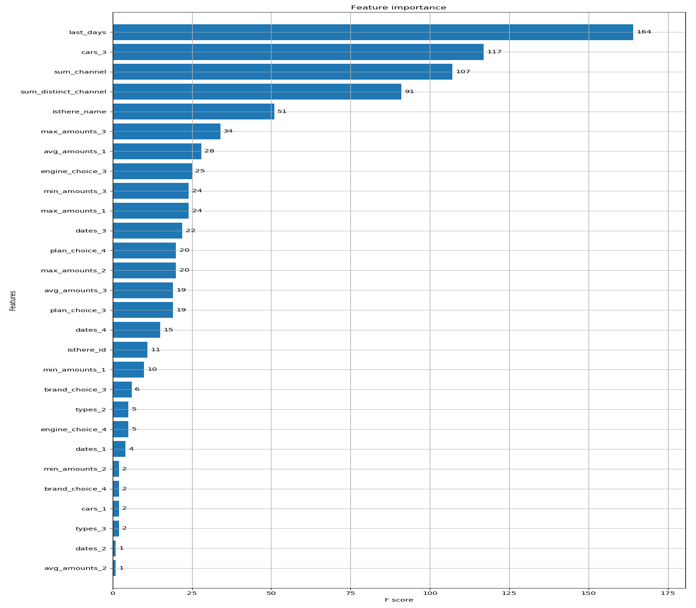 Feature importance
last_days 164
cars_3 117
sum_channel 107
sum_distinct_channel 91
isthere_name 51
max_amounts_3 34
avg_amounts_1 28
engine_choice_3 25
min_amounts_3 24
max_amounts_1 24
dates_3 22
plan_choice_4 20
max_amounts_2 20
avg_amounts_3 19
plan_choice_3 19
dates_4 15
isthere_id 11
min_amounts_1 10
brand_choice_3 6
types_2 5
engine_choice_4 5
dates_1 4
min_amounts_2 2
brand_choice_4 2
cars_1 2
types_3 2
dates_2 1
avg_amounts_2 1
Features
0 25 50 75 100 125 150 175
F score